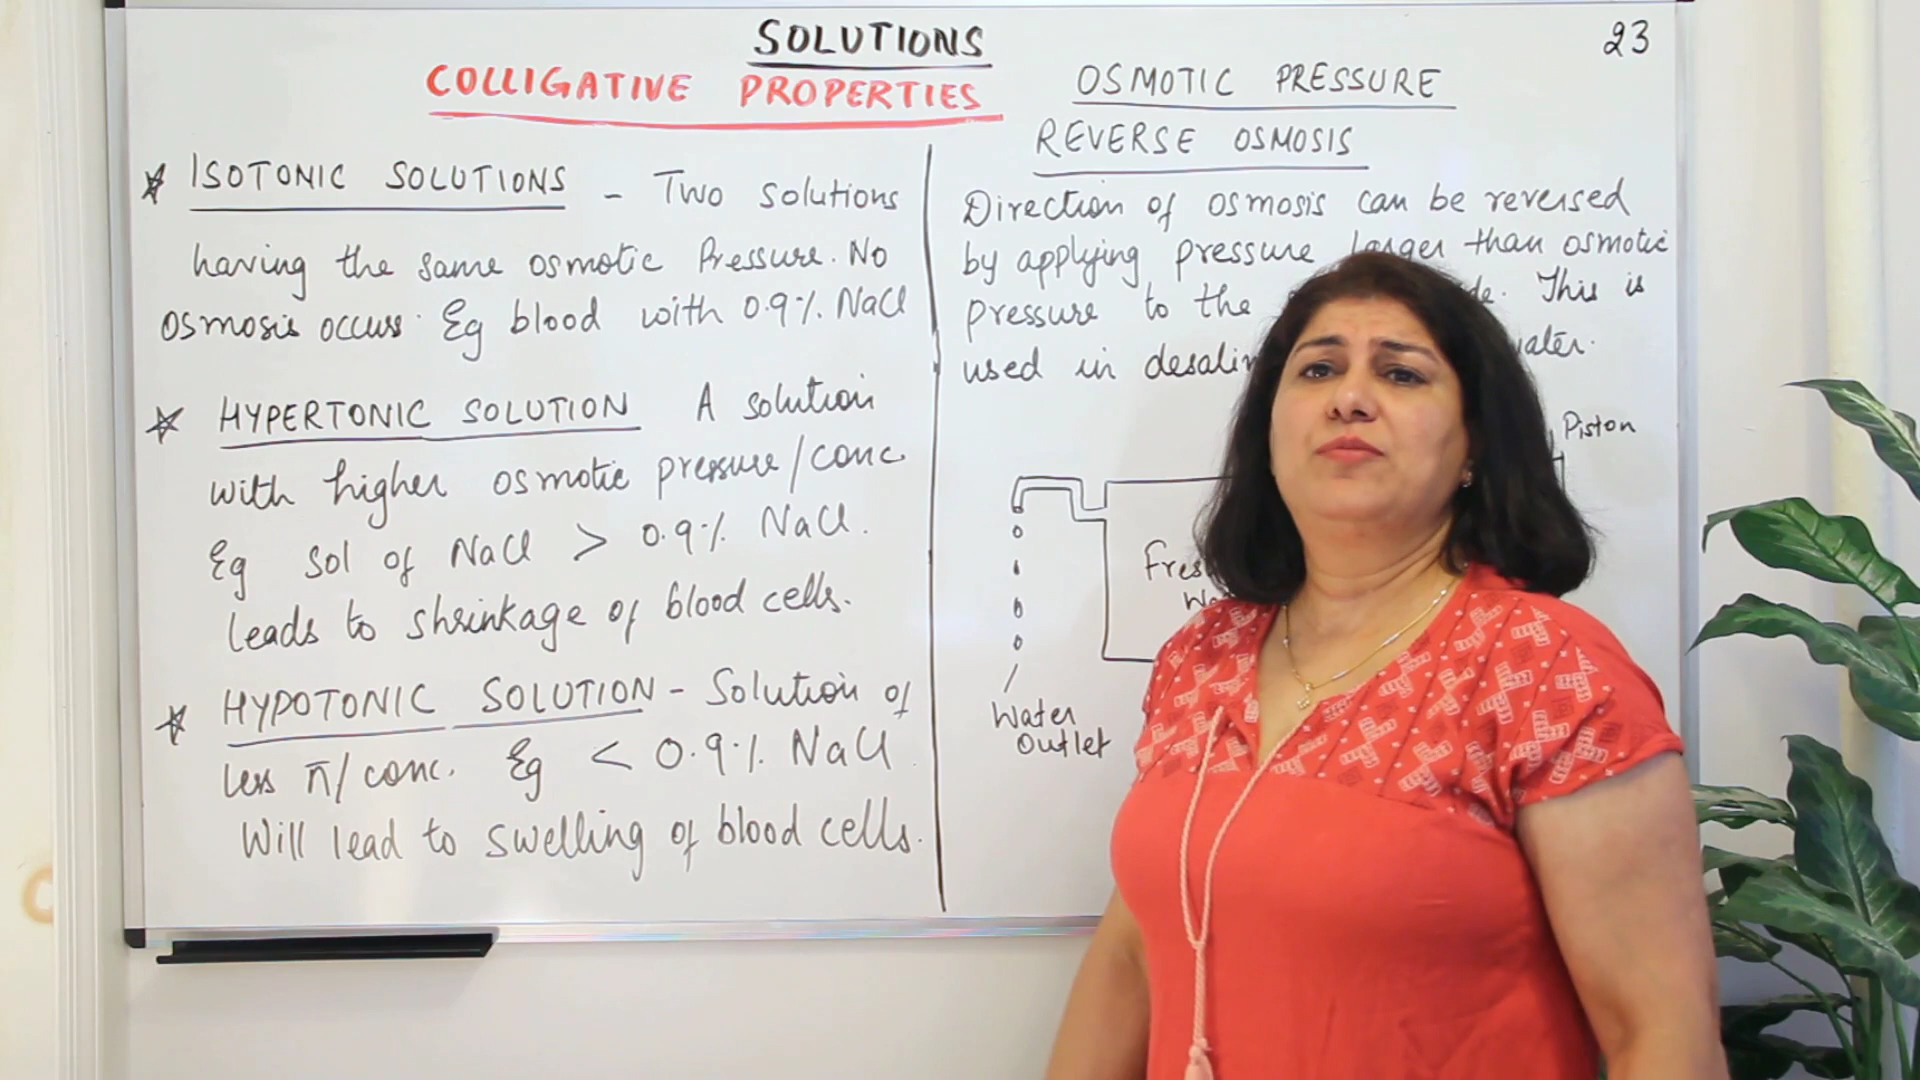 SOLUTIONS
23
COLLIGATIVE PROPERTIES
ISOTONIC SOLUTIONS - Two solutions
having the same osmotic Pressure. No
osmosis occurs. Eg blood with 0.9% NaCl
HYPERTONIC SOLUTION A solution
with higher osmotic pressure/conc.
Eg sol of NaCl > 0.9% NaCl.
leads to shrinkage of blood cells.
HYPOTONIC SOLUTION - Solution of
less π/conc. Eg < 0.9% NaCl.
Will lead to swelling of blood cells.
OSMOTIC PRESSURE
REVERSE OSMOSIS
Direction of osmosis can be reversed
by applying pressure larger than osmotic
pressure to the This is
used in
Piston
Water
Outlet